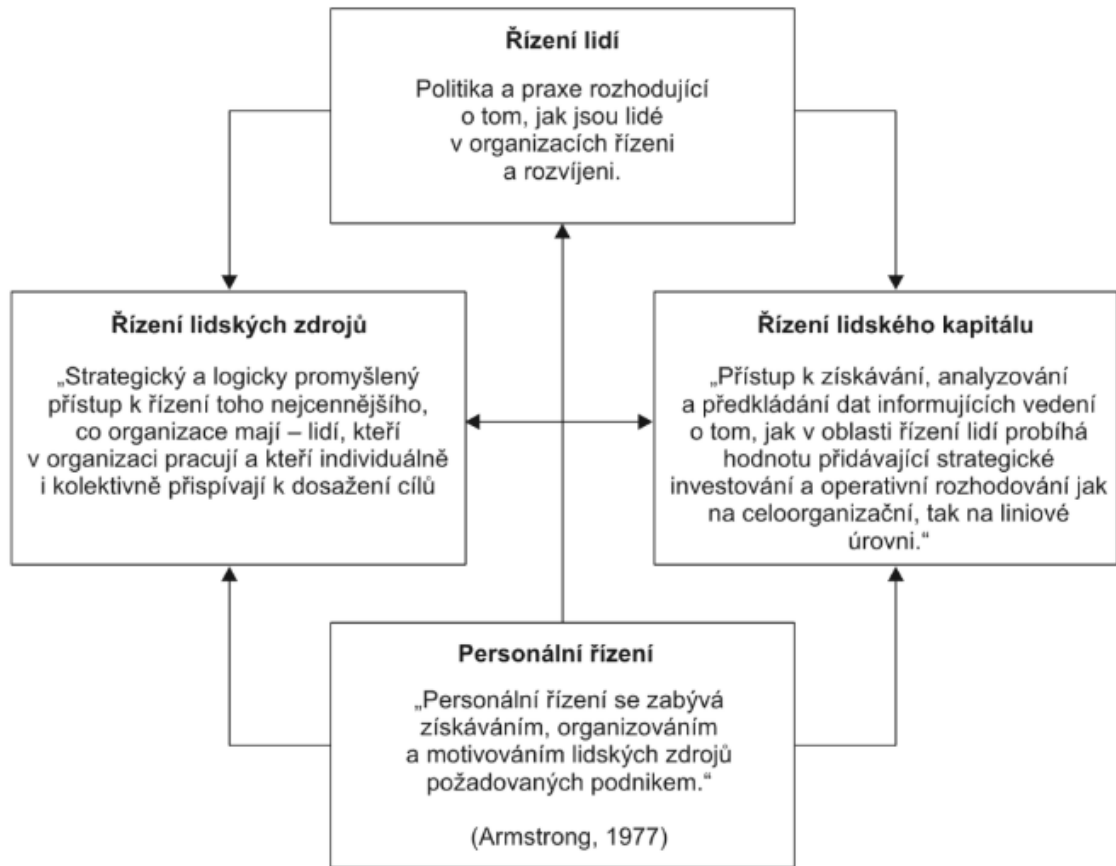 Řízení lidí
Politika a praxe rozhodující
o tom, jak jsou lidé
v organizacích řízeni
a rozvíjeni.
Řízení lidských zdrojů
„Strategický a logicky promyšlený
přístup k řízení toho nejcennějšího,
co organizace mají – lidí, kteří
v organizaci pracují a kteří individuálně
i kolektivně přispívají k dosažení cílů
Řízení lidského kapitálu
„Přístup k získávání, analyzování
a předkládání dat informujících vedení
o tom, jak v oblasti řízení lidí probíhá
hodnotu přidávající strategické
investování a operativní rozhodování jak
na celoorganizační, tak na liniové
úrovni.“
Personální řízení
„Personální řízení se zabývá
získáváním, organizováním
a motivováním lidských zdrojů
požadovaných podnikem.“
(Armstrong, 1977)